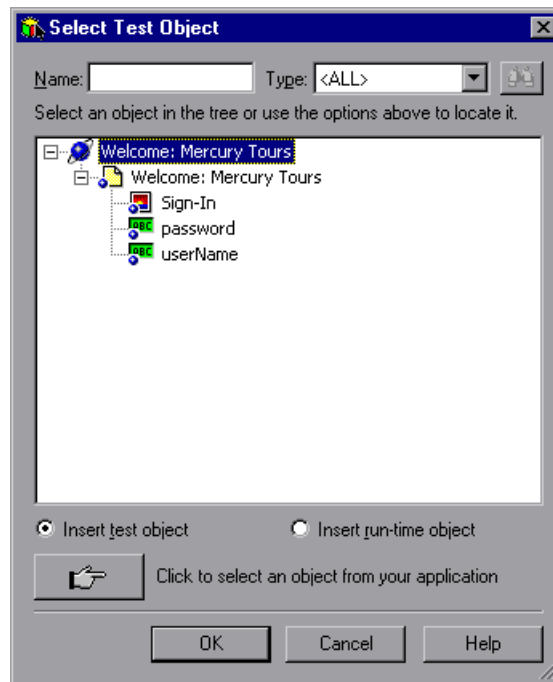 Select Test Object
Name: Type: <ALL>
Select an object in the tree or use the options above to locate it.
Welcome: Mercury Tours
Welcome: Mercury Tours
Sign-In
ABC password
ABC userName
Insert test object Insert run-time object
Click to select an object from your application
OK Cancel Help